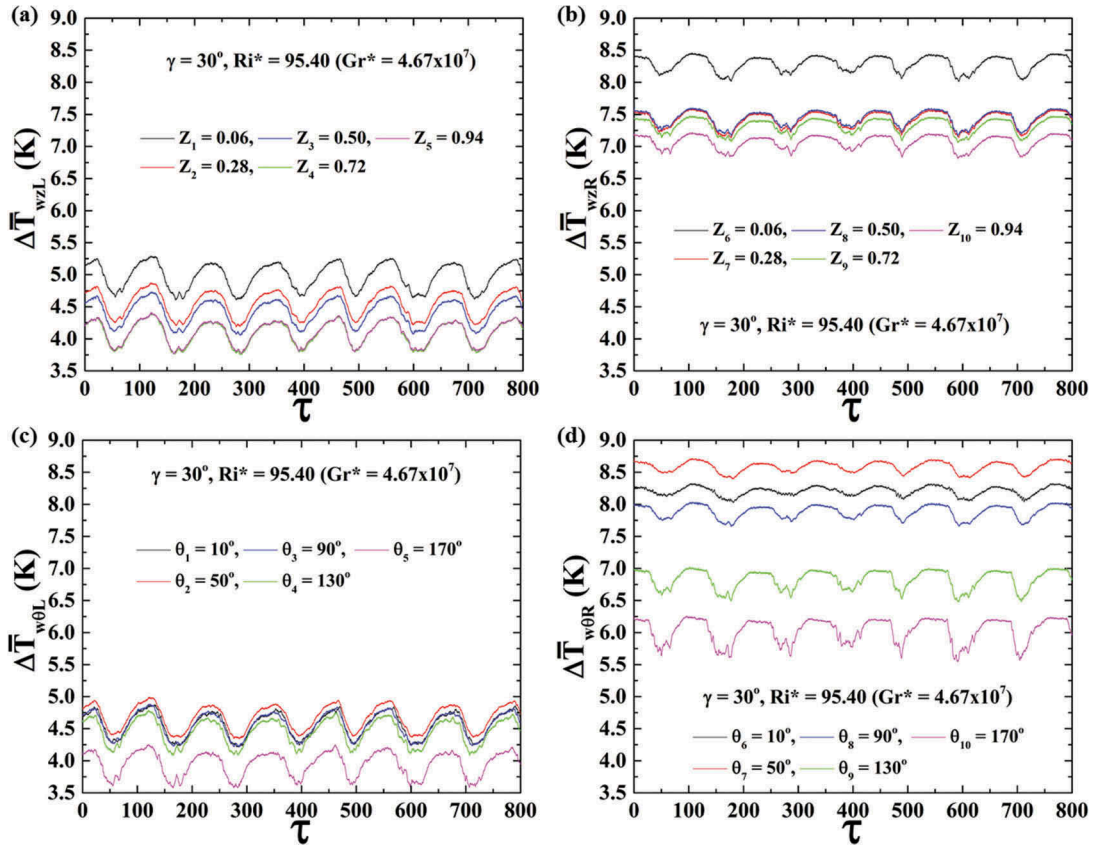 (a)
ΔT̅wzL (K)
9.0
8.5
8.0
7.5
7.0
6.5
6.0
5.5
5.0
4.5
4.0
3.5
γ = 30°, Ri* = 95.40 (Gr* = 4.67x10⁷)
Z₁ = 0.06, Z₃ = 0.50, Z₅ = 0.94
Z₂ = 0.28, Z₄ = 0.72
0 100 200 300 400 500 600 700 800
τ
(b)
ΔT̅wzR (K)
9.0
8.5
8.0
7.5
7.0
6.5
6.0
5.5
5.0
4.5
4.0
3.5
Z₆ = 0.06, Z₈ = 0.50, Z₁₀ = 0.94
Z₇ = 0.28, Z₉ = 0.72
γ = 30°, Ri* = 95.40 (Gr* = 4.67x10⁷)
0 100 200 300 400 500 600 700 800
τ
(c)
ΔT̅wθL (K)
9.0
8.5
8.0
7.5
7.0
6.5
6.0
5.5
5.0
4.5
4.0
3.5
γ = 30°, Ri* = 95.40 (Gr* = 4.67x10⁷)
θ₁ = 10°, θ₃ = 90°, θ₅ = 170°
θ₂ = 50°, θ₄ = 130°
0 100 200 300 400 500 600 700 800
τ
(d)
ΔT̅wθR (K)
9.0
8.5
8.0
7.5
7.0
6.5
6.0
5.5
5.0
4.5
4.0
3.5
γ = 30°, Ri* = 95.40 (Gr* = 4.67x10⁷)
θ₆ = 10°, θ₈ = 90°, θ₁₀ = 170°
θ₇ = 50°, θ₉ = 130°
0 100 200 300 400 500 600 700 800
τ